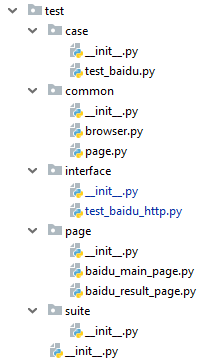 test
case
__init__.py
test_baidu.py
common
__init__.py
browser.py
page.py
interface
__init__.py
test_baidu_http.py
page
__init__.py
baidu_main_page.py
baidu_result_page.py
suite
__init__.py
__init__.py